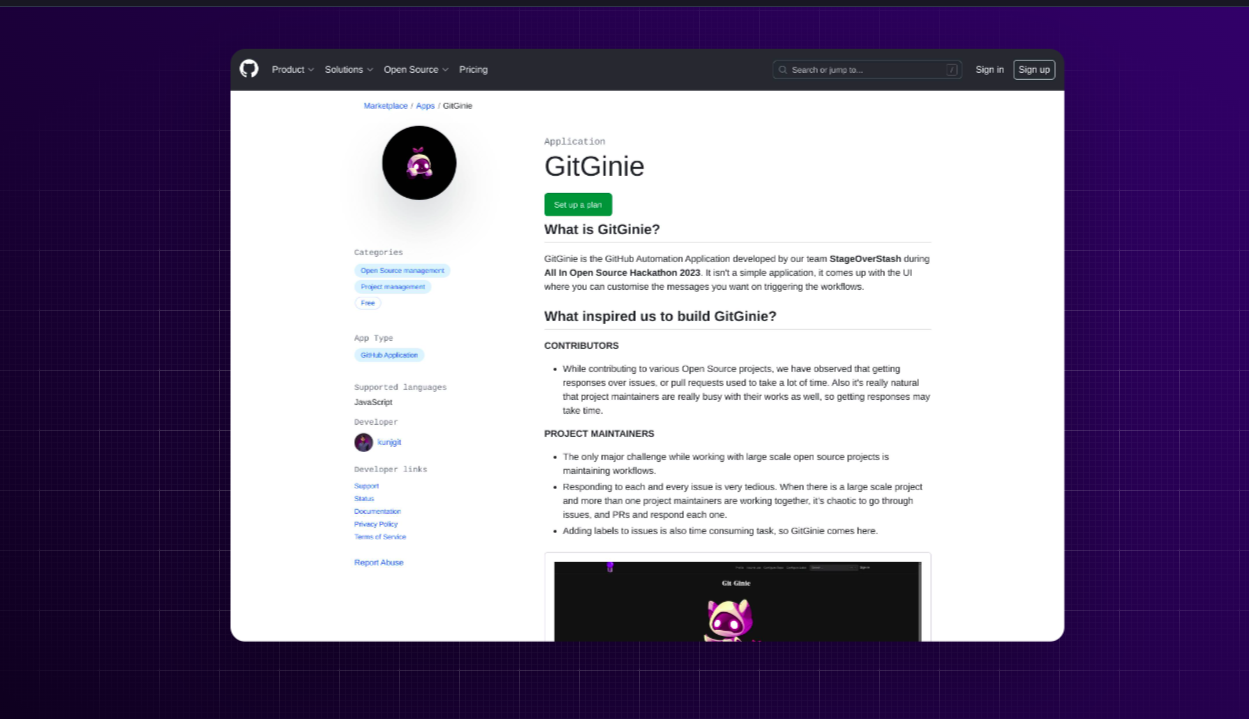 Product Solutions Open Source Pricing Search or jump to... / Sign in Sign up
Marketplace / Apps / GitGinie
Categories
Open Source management
Project management
Free
App Type
GitHub Application
Supported languages
JavaScript
Developer
kunjgit
Developer links
Support
Status
Documentation
Privacy Policy
Terms of Service
Report Abuse
Application
GitGinie
Set up a plan
What is GitGinie?
GitGinie is the GitHub Automation Application developed by our team StageOverStash during
All In Open Source Hackathon 2023. It isn't a simple application, it comes up with the UI
where you can customise the messages you want on triggering the workflows.
What inspired us to build GitGinie?
CONTRIBUTORS
• While contributing to various Open Source projects, we have observed that getting
responses over issues, or pull requests used to take a lot of time. Also it's really natural
that project maintainers are really busy with their works as well, so getting responses may
take time.
PROJECT MAINTAINERS
• The only major challenge while working with large scale open source projects is
maintaining workflows.
• Responding to each and every issue is very tedious. When there is a large scale project
and more than one project maintainers are working together, it's chaotic to go through
issues, and PRs and respond each one.
• Adding labels to issues is also time consuming task, so GitGinie comes here.
Git Ginie